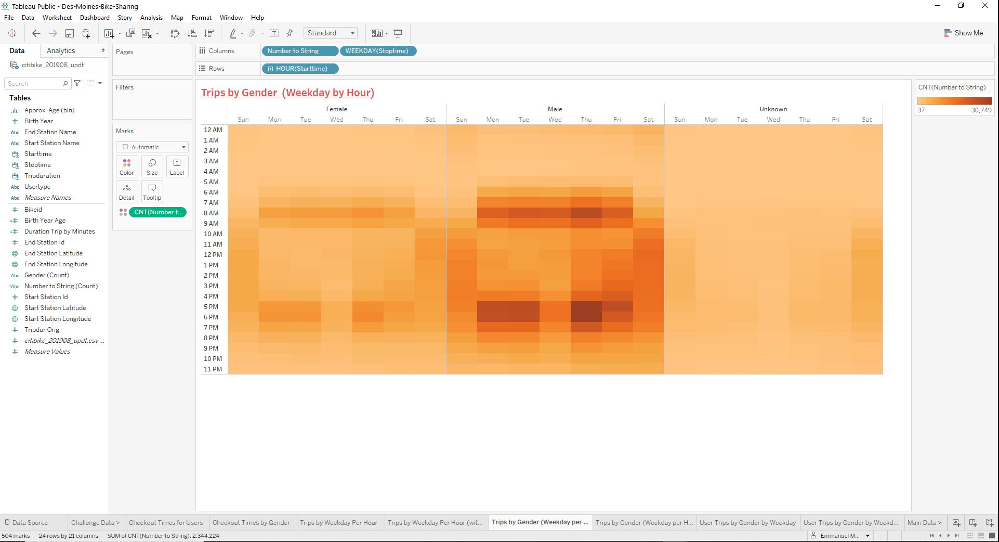 Tableau Public - Des-Moines-Bike-Sharing
File Data Worksheet Dashboard Story Analysis Map Format Window Help
Standard
Show Me
Data Analytics
citibike_201908_updt
Search
Tables
Approx. Age (bin)
Birth Year
Abc End Station Name
Abc Start Station Name
Starttime
Stoptime
Tripduration
Abc Usertype
Abc Measure Names
Bikeid
Birth Year Age
Duration Trip by Minutes
End Station Id
End Station Latitude
End Station Longitude
Abc Gender (Count)
=Abc Number to String (Count)
Start Station Id
Start Station Latitude
Start Station Longitude
Tripdur Orig
citibike_201908_updt.csv ...
Measure Values
Pages
Filters
Marks
Automatic
Color Size Label
Detail Tooltip
CNT(Number t..
Columns Number to String WEEKDAY(Stoptime)
Rows HOUR(Starttime)
Trips by Gender (Weekday by Hour)
Female Male Unknown
Sun Mon Tue Wed Thu Fri Sat Sun Mon Tue Wed Thu Fri Sat Sun Mon Tue Wed Thu Fri Sat
12 AM
1 AM
2 AM
3 AM
4 AM
5 AM
6 AM
7 AM
8 AM
9 AM
10 AM
11 AM
12 PM
1 PM
2 PM
3 PM
4 PM
5 PM
6 PM
7 PM
8 PM
9 PM
10 PM
11 PM
CNT(Number to String)
37 30,749
Data Source Challenge Data > Checkout Times for Users Checkout Times by Gender Trips by Weekday Per Hour Trips by Weekday Per Hour (wit... Trips by Gender (Weekday per ... Trips by Gender (Weekday per H... User Trips by Gender by Weekday User Trips by Gender by Weekd... Main Data >
504 marks 24 rows by 21 columns SUM of CNT(Number to String): 2,344,224 Emmanuel M...